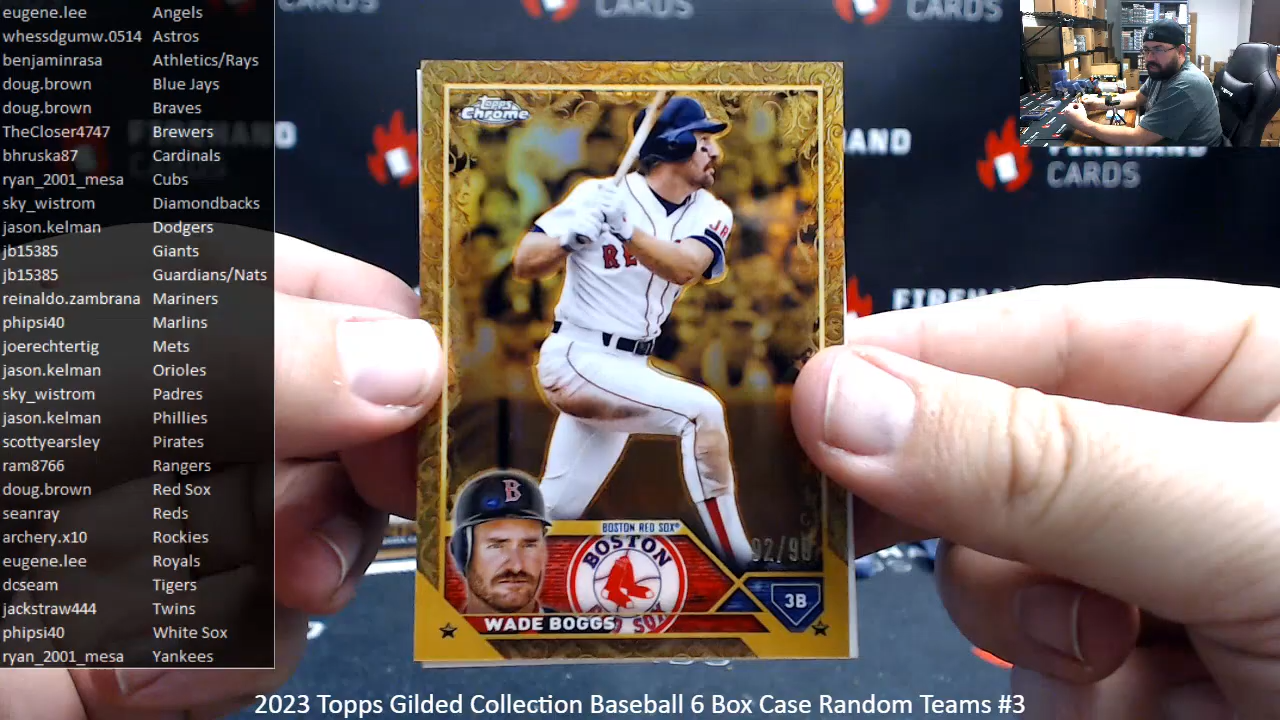 eugene.lee Angels
whessdgumw.0514 Astros
benjaminrasa Athletics/Rays
doug.brown Blue Jays
doug.brown Braves
TheCloser4747 Brewers
bhruska87 Cardinals
ryan_2001_mesa Cubs
sky_wistrom Diamondbacks
jason.kelman Dodgers
jb15385 Giants
jb15385 Guardians/Nats
reinaldo.zambrana Mariners
phipsi40 Marlins
joerechtertig Mets
jason.kelman Orioles
sky_wistrom Padres
jason.kelman Phillies
scottyearsley Pirates
ram8766 Rangers
doug.brown Red Sox
seanray Reds
archery.x10 Rockies
eugene.lee Royals
dcseam Tigers
jackstraw444 Twins
phipsi40 White Sox
ryan_2001_mesa Yankees
CARDS
CARDS
CARDS
Topps
Chrome
FIREHAND
CARDS
JR
RE
B
BOSTON RED SOX®
BOSTON
3B
WADE BOGGS
2023 Topps Gilded Collection Baseball 6 Box Case Random Teams #3